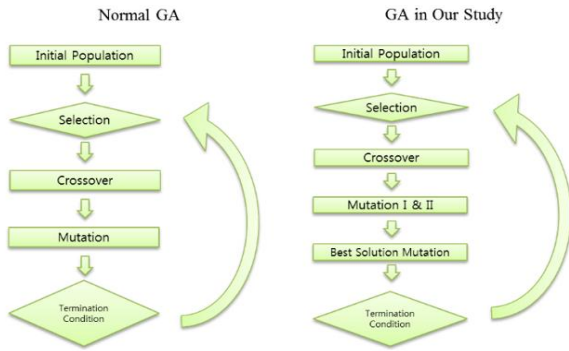 Normal GA
Initial Population
Selection
Crossover
Mutation
Termination
Condition
GA in Our Study
Initial Population
Selection
Crossover
Mutation I & II
Best Solution Mutation
Termination
Condition